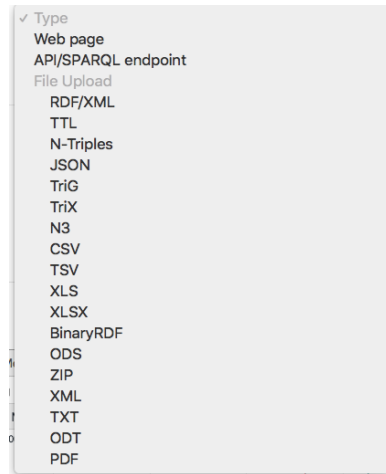 ✓ Type
Web page
API/SPARQL endpoint
File Upload
RDF/XML
TTL
N-Triples
JSON
TriG
TriX
N3
CSV
TSV
XLS
XLSX
BinaryRDF
ODS
ZIP
XML
TXT
ODT
PDF